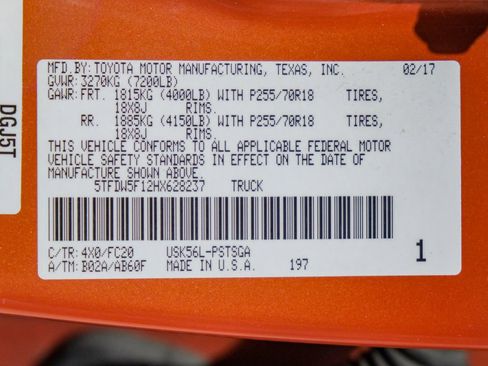 MFD.BY: TOYOTA MOTOR MANUFACTURING, TEXAS, INC. 02/17
GVWR: 3270KG (7200LB)
GAWR: FRT. 1815KG (4000LB) WITH P255/70R18 TIRES,
18X8J RIMS.
RR. 1885KG (4150LB) WITH P255/70R18 TIRES,
18X8J RIMS.
THIS VEHICLE CONFORMS TO ALL APPLICABLE FEDERAL MOTOR
VEHICLE SAFETY STANDARDS IN EFFECT ON THE DATE OF
MANUFACTURE SHOWN ABOVE.
5TFDW5F12HX628237 TRUCK
C/TR: 4X0/FC20 USK56L-PSTSGA
A/TM: B02A/AB60F MADE IN U.S.A. 197
1
DGJ5T